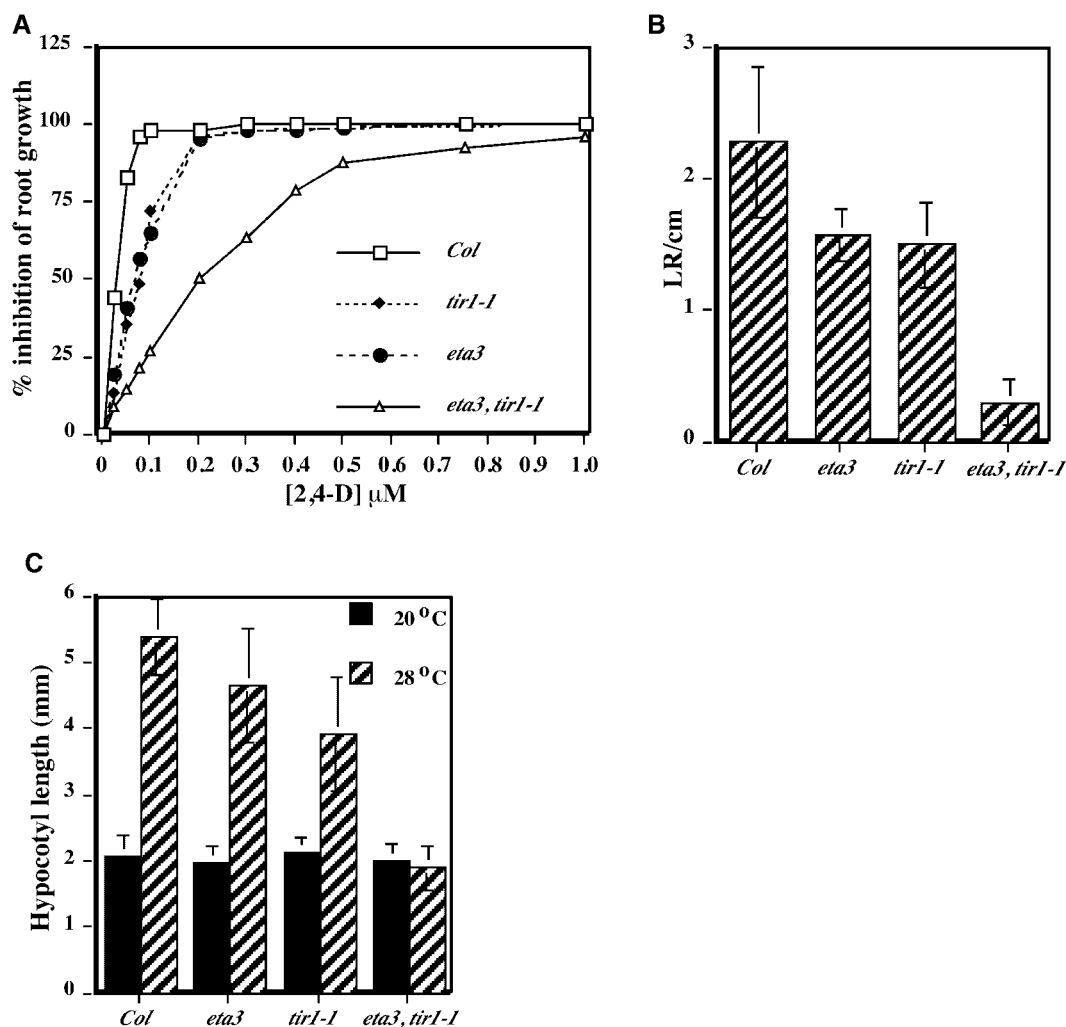 A
125
100
75
50
25
0
% inhibition of root growth
Col
tir1-1
eta3
eta3, tir1-1
0 0.1 0.2 0.3 0.4 0.5 0.6 0.7 0.8 0.9 1.0
[2,4-D] μM
B
3
2
1
0
LR/cm
Col eta3 tir1-1 eta3, tir1-1
C
6
5
4
3
2
1
0
Hypocotyl length (mm)
20 °C
28 °C
Col eta3 tir1-1 eta3, tir1-1